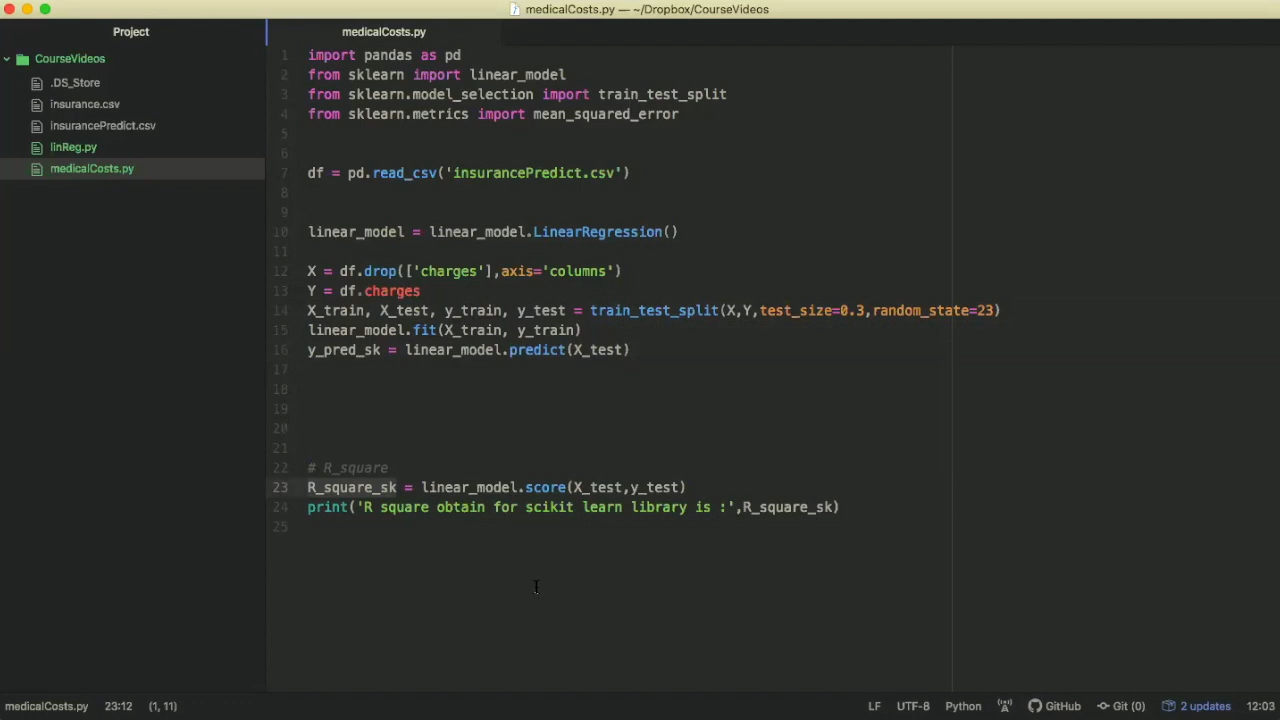 medicalCosts.py — ~/Dropbox/CourseVideos
Project
CourseVideos
.DS_Store
insurance.csv
insurancePredict.csv
linReg.py
medicalCosts.py
medicalCosts.py
1 import pandas as pd
2 from sklearn import linear_model
3 from sklearn.model_selection import train_test_split
4 from sklearn.metrics import mean_squared_error
5
6
7 df = pd.read_csv('insurancePredict.csv')
8
9
10 linear_model = linear_model.LinearRegression()
11
12 X = df.drop(['charges'],axis='columns')
13 Y = df.charges
14 X_train, X_test, y_train, y_test = train_test_split(X,Y,test_size=0.3,random_state=23)
15 linear_model.fit(X_train, y_train)
16 y_pred_sk = linear_model.predict(X_test)
17
18
19
20
21
22 # R_square
23 R_square_sk = linear_model.score(X_test,y_test)
24 print('R square obtain for scikit learn library is :',R_square_sk)
25
medicalCosts.py 23:12 (1, 11) LF UTF-8 Python GitHub Git (0) 2 updates 12:03